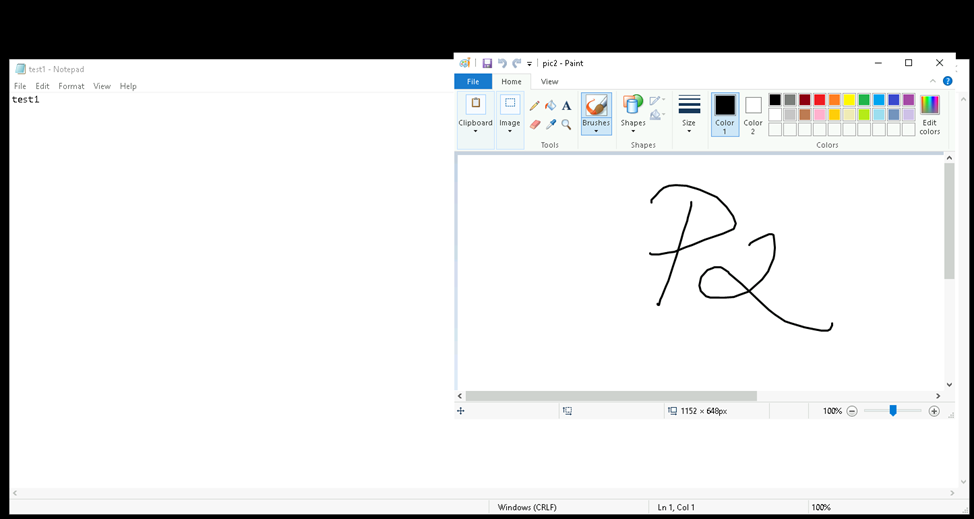 test1 - Notepad
File Edit Format View Help
test1
pic2 - Paint
File Home View
Clipboard
Image
Tools
Brushes
Shapes
Shapes
Size
Color 1
Color 2
Edit colors
Colors
P2
1152 × 648px
100%
Windows (CRLF)
Ln 1, Col 1
100%